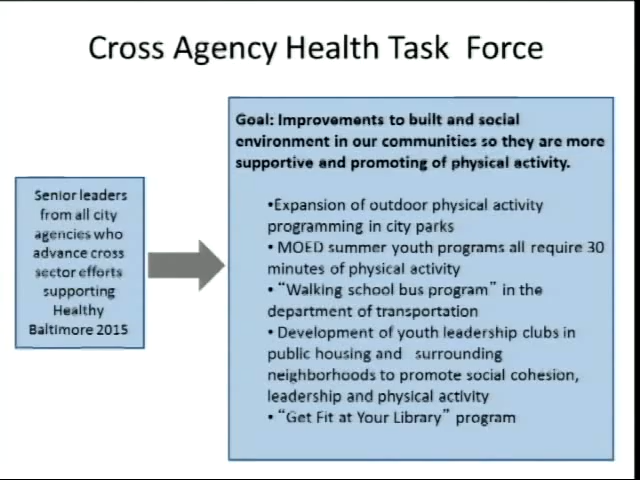 Cross Agency Health Task Force
Senior leaders
from all city
agencies who
advance cross
sector efforts
supporting
Healthy
Baltimore 2015
Goal: Improvements to built and social
environment in our communities so they are more
supportive and promoting of physical activity.
•Expansion of outdoor physical activity
programming in city parks
• MOED summer youth programs all require 30
minutes of physical activity
• “Walking school bus program” in the
department of transportation
• Development of youth leadership clubs in
public housing and surrounding
neighborhoods to promote social cohesion,
leadership and physical activity
• “Get Fit at Your Library” program